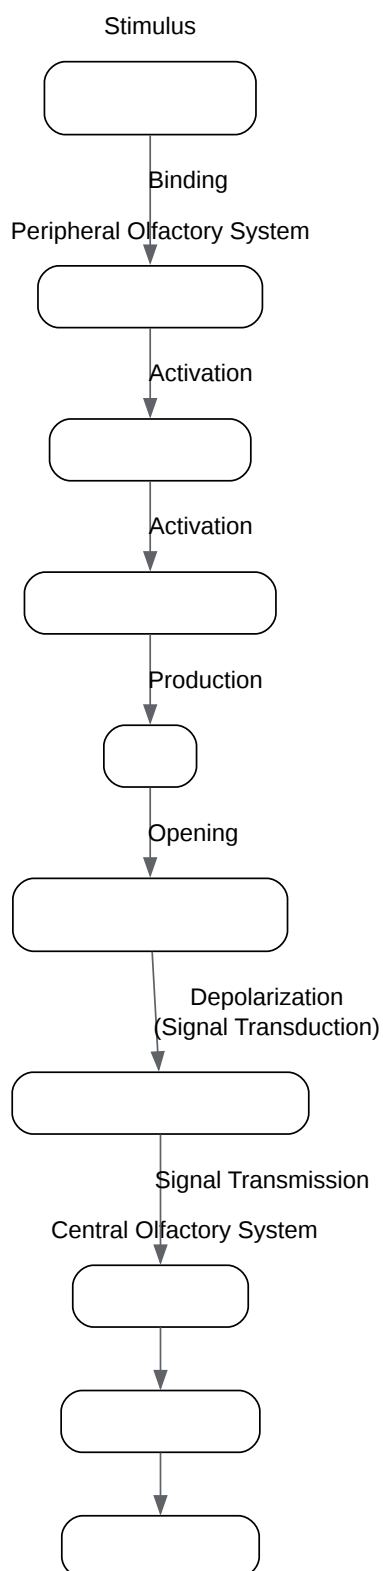 Stimulus
Binding
Peripheral Olfactory System
Activation
Activation
Production
Opening
Depolarization
(Signal Transduction)
Signal Transmission
Central Olfactory System